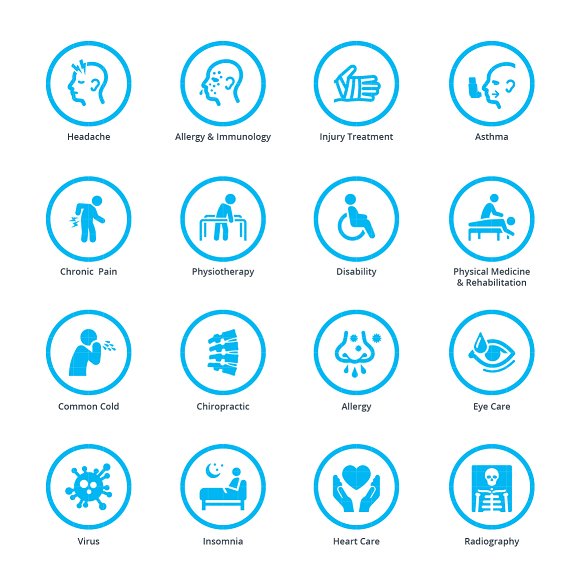 Headache
Allergy & Immunology
Injury Treatment
Asthma
Chronic Pain
Physiotherapy
Disability
Physical Medicine
& Rehabilitation
Common Cold
Chiropractic
Allergy
Eye Care
Virus
Insomnia
Heart Care
Radiography